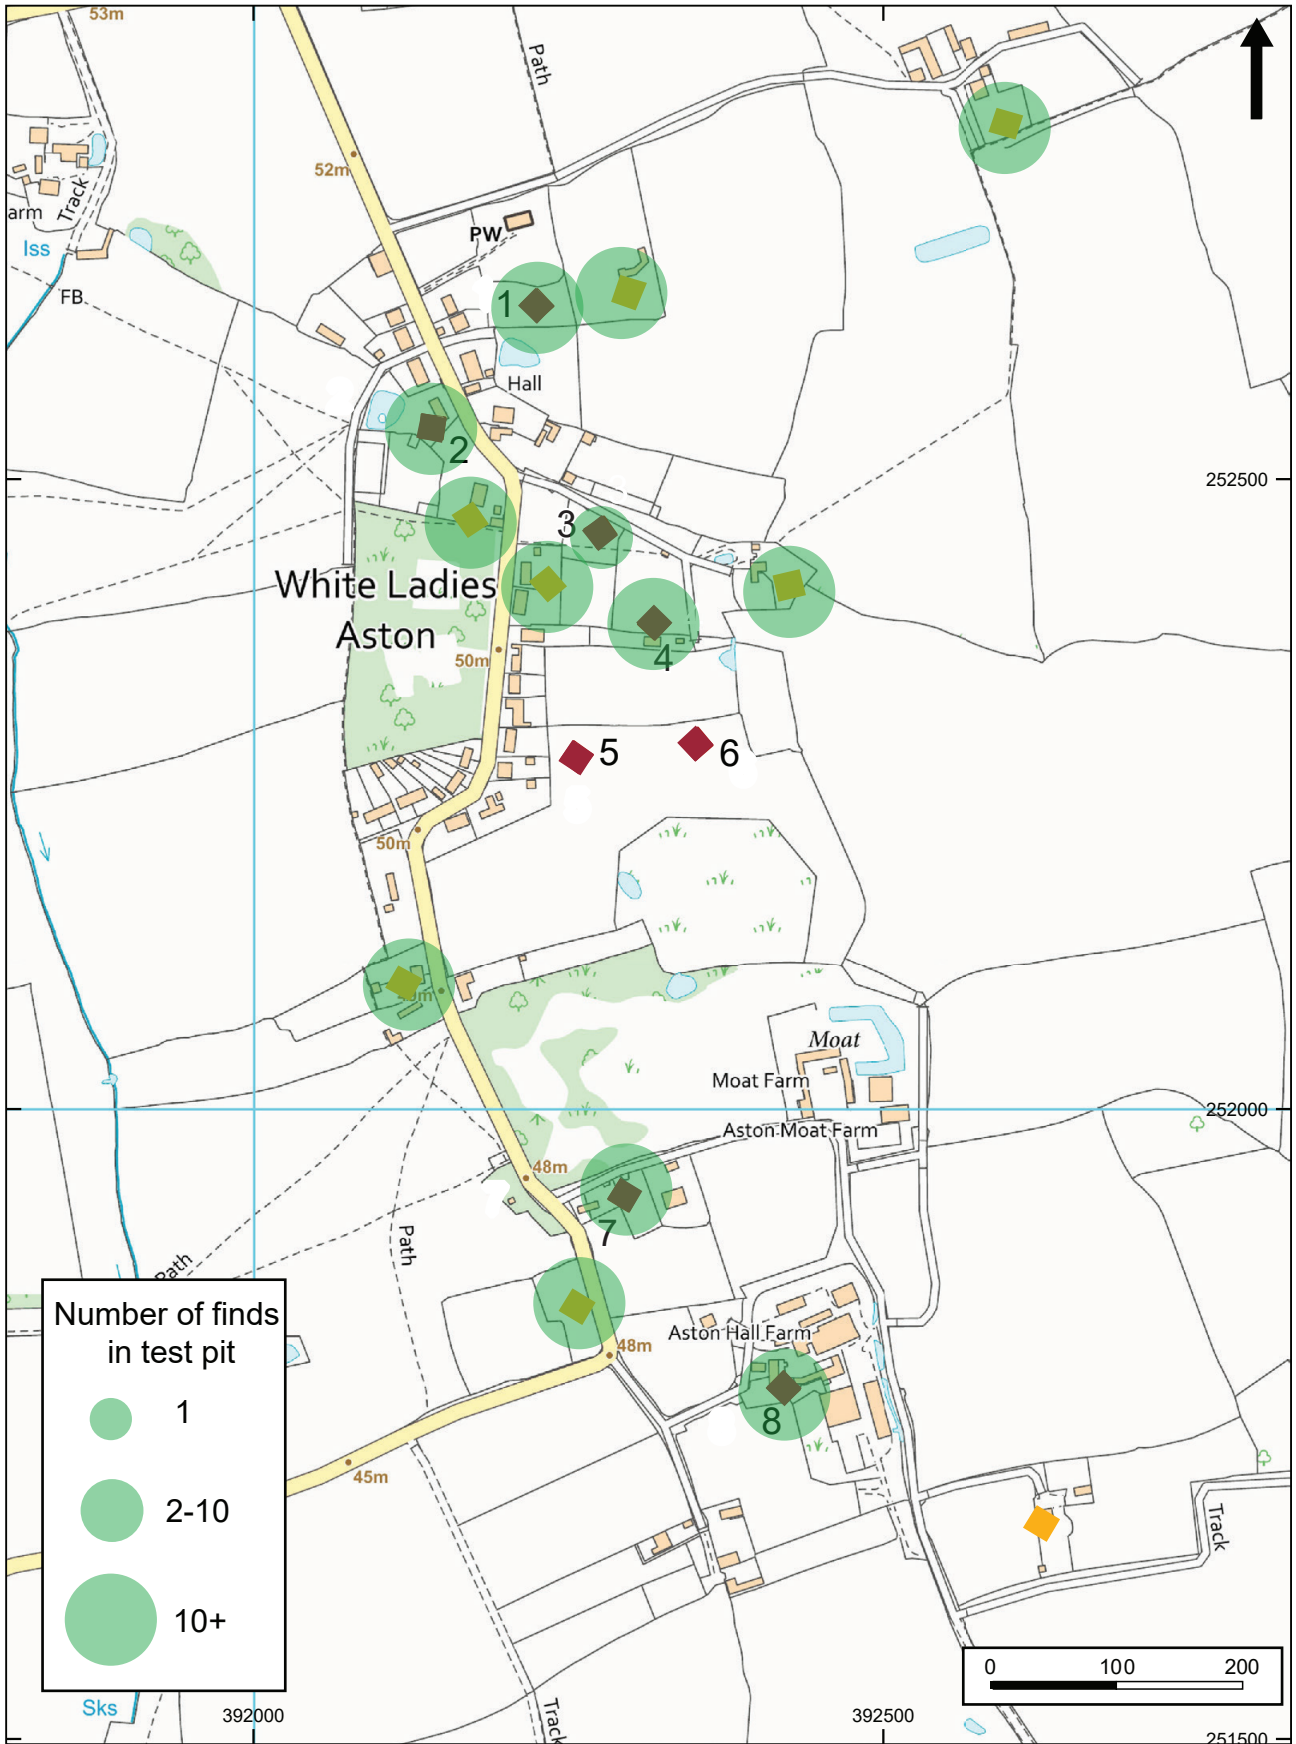 53m
Path
52m
Track
arm
Iss
FB
PW
1
Hall
2
252500
3
White Ladies
Aston
50m
4
5
6
50m
49m
Moat
Moat Farm
252000
Aston Moat Farm
48m
7
Path
Path
Number of finds
in test pit
1
2-10
10+
48m
Aston Hall Farm
8
45m
Track
0 100 200
Sks
392000
Track
392500
251500